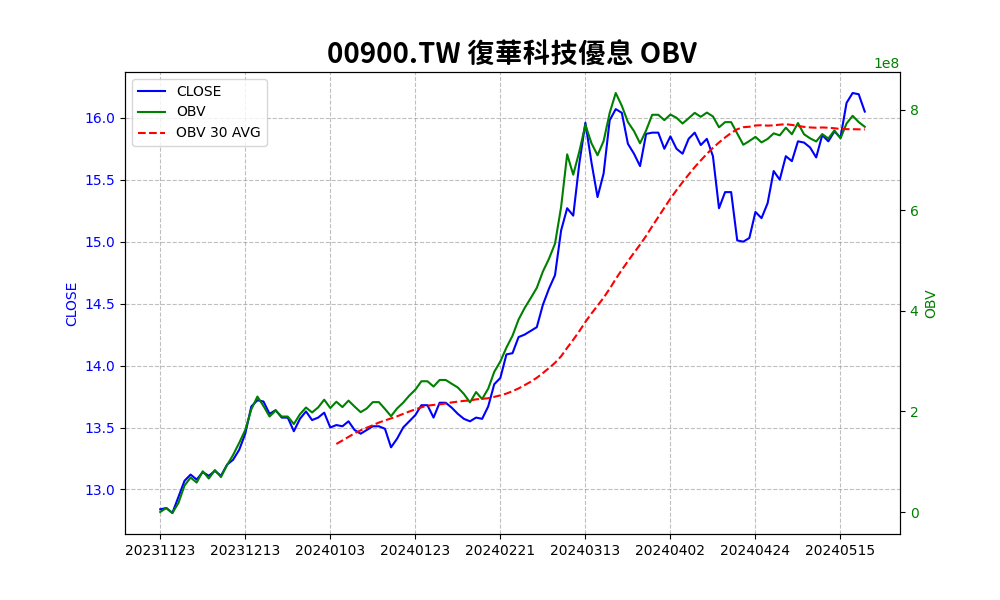 00900.TW 復華科技優息 OBV
1e8
CLOSE
OBV
OBV 30 AVG
16.0
15.5
15.0
14.5
14.0
13.5
13.0
CLOSE
8
6
4
2
0
OBV
20231123 20231213 20240103 20240123 20240221 20240313 20240402 20240424 20240515